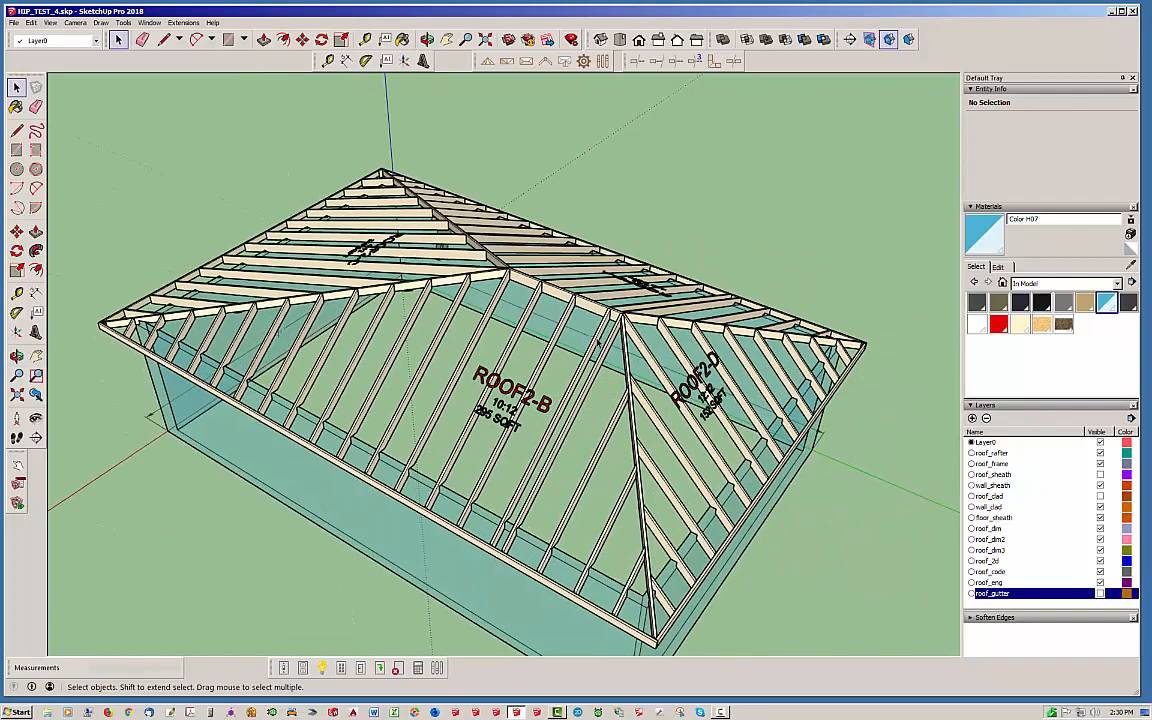 HIP_TEST_4.skp - SketchUp Pro 2018
File Edit View Camera Draw Tools Window Extensions Help
Layer0
Default Tray
Entity Info
No Selection
Materials
Color H07
Select Edit
In Model
ROOF2-B
10:12
295 SQFT
ROOF2-D
Layers
Name Visible Color
Layer0
roof_rafter
roof_frame
roof_sheath
wall_sheath
roof_clad
wall_clad
floor_sheath
roof_dim
roof_dim2
roof_dim3
roof_2d
roof_code
roof_eng
roof_gutter
Soften Edges
Measurements
Select objects. Shift to extend select. Drag mouse to select multiple.
Start
2:30 PM